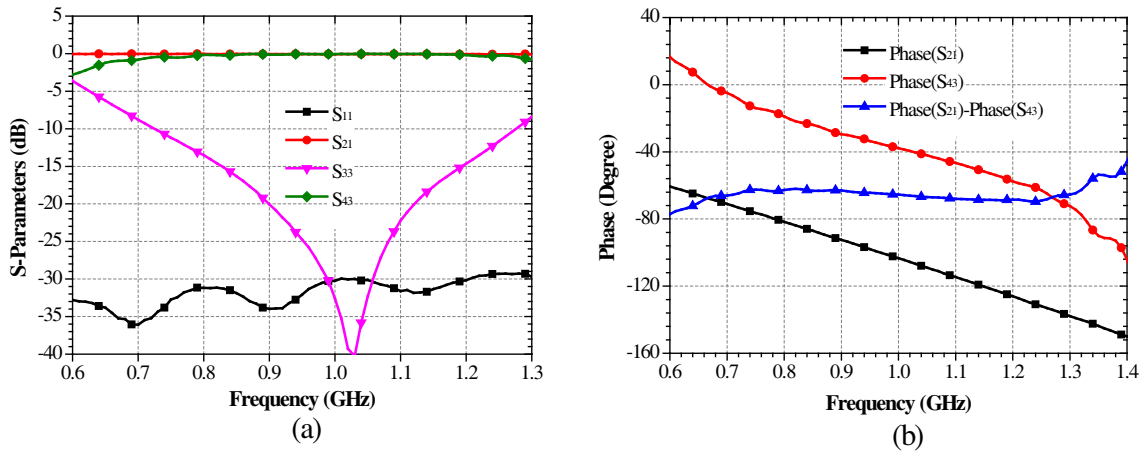 5
0
-5
-10
-15
-20
-25
-30
-35
-40
S-Parameters (dB)
S11
S21
S33
S43
0.6 0.7 0.8 0.9 1.0 1.1 1.2 1.3
Frequency (GHz)
(a)
40
0
-40
-80
-120
-160
Phase (Degree)
Phase(S21)
Phase(S43)
Phase(S21)-Phase(S43)
0.6 0.7 0.8 0.9 1.0 1.1 1.2 1.3 1.4
Frequency (GHz)
(b)